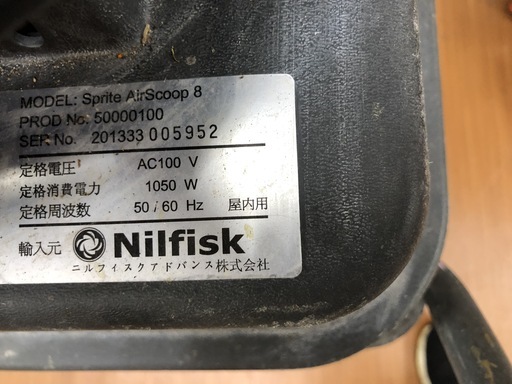 MODEL: Sprite AirScoop 8
PROD No: 50000100
SER No. 201333 005952
定格電圧 AC100 V
定格消費電力 1050 W
定格周波数 50 / 60 Hz 屋内用
輸入元 Nilfisk
ニルフィスクアドバンス株式会社